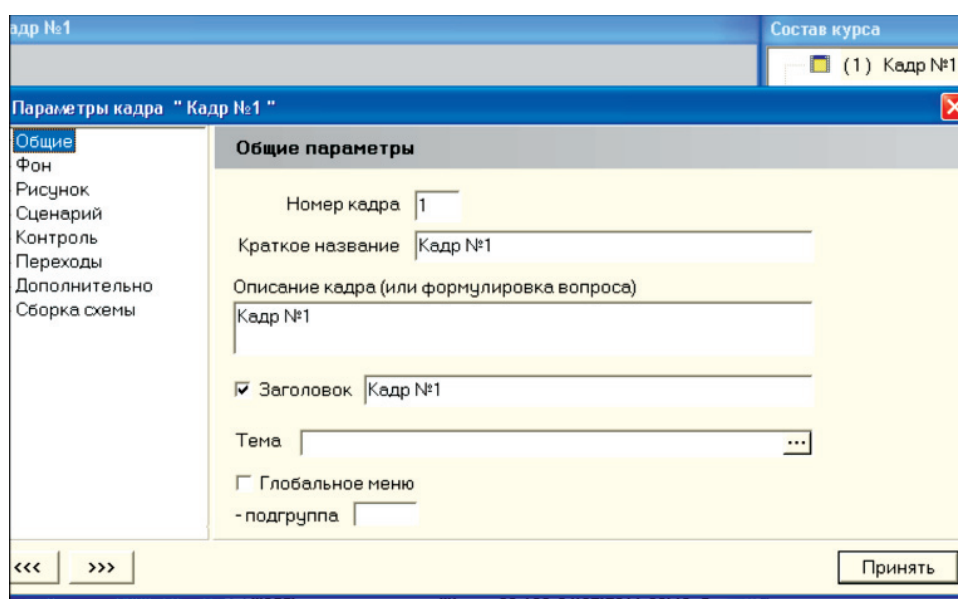 адр №1
Состав курса
(1) Кадр №1
Параметры кадра "Кадр №1"
Общие
Фон
Рисунок
Сценарий
Контроль
Переходы
Дополнительно
Сборка схемы
Общие параметры
Номер кадра 1
Краткое название Кадр №1
Описание кадра (или формулировка вопроса)
Кадр №1
Заголовок Кадр №1
Тема ...
Глобальное меню
- подгруппа
<<< >>> Принять